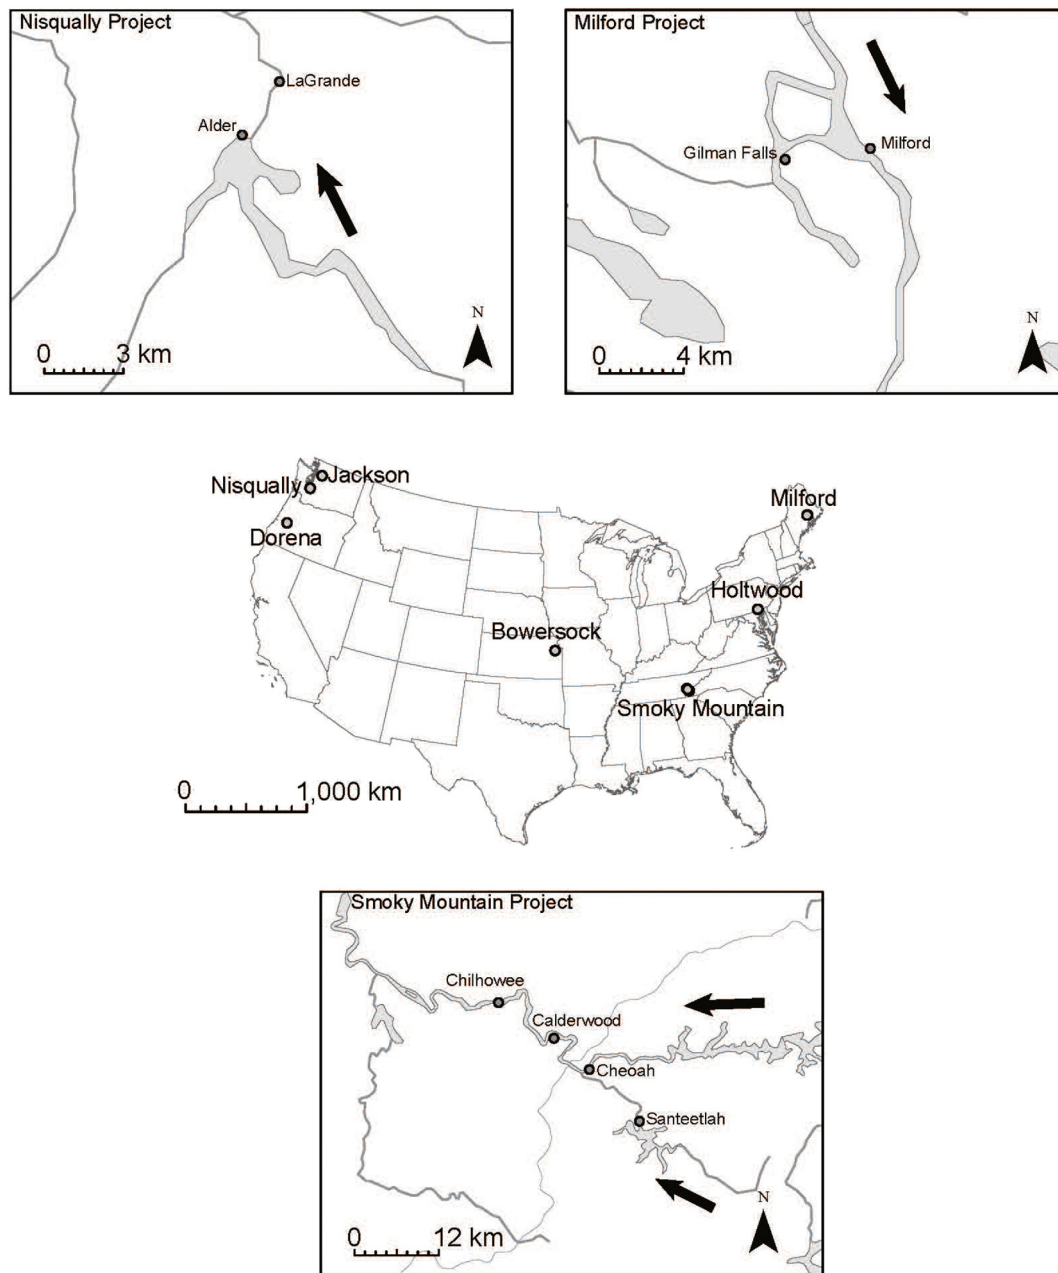 Nisqually Project
LaGrande
Alder
N
0 3 km
Milford Project
Gilman Falls
Milford
N
0 4 km
Jackson
Nisqually
Dorena
Milford
Holtwood
Bowersock
Smoky Mountain
0 1,000 km
Smoky Mountain Project
Chilhowee
Calderwood
Cheoah
Santeetlah
N
0 12 km